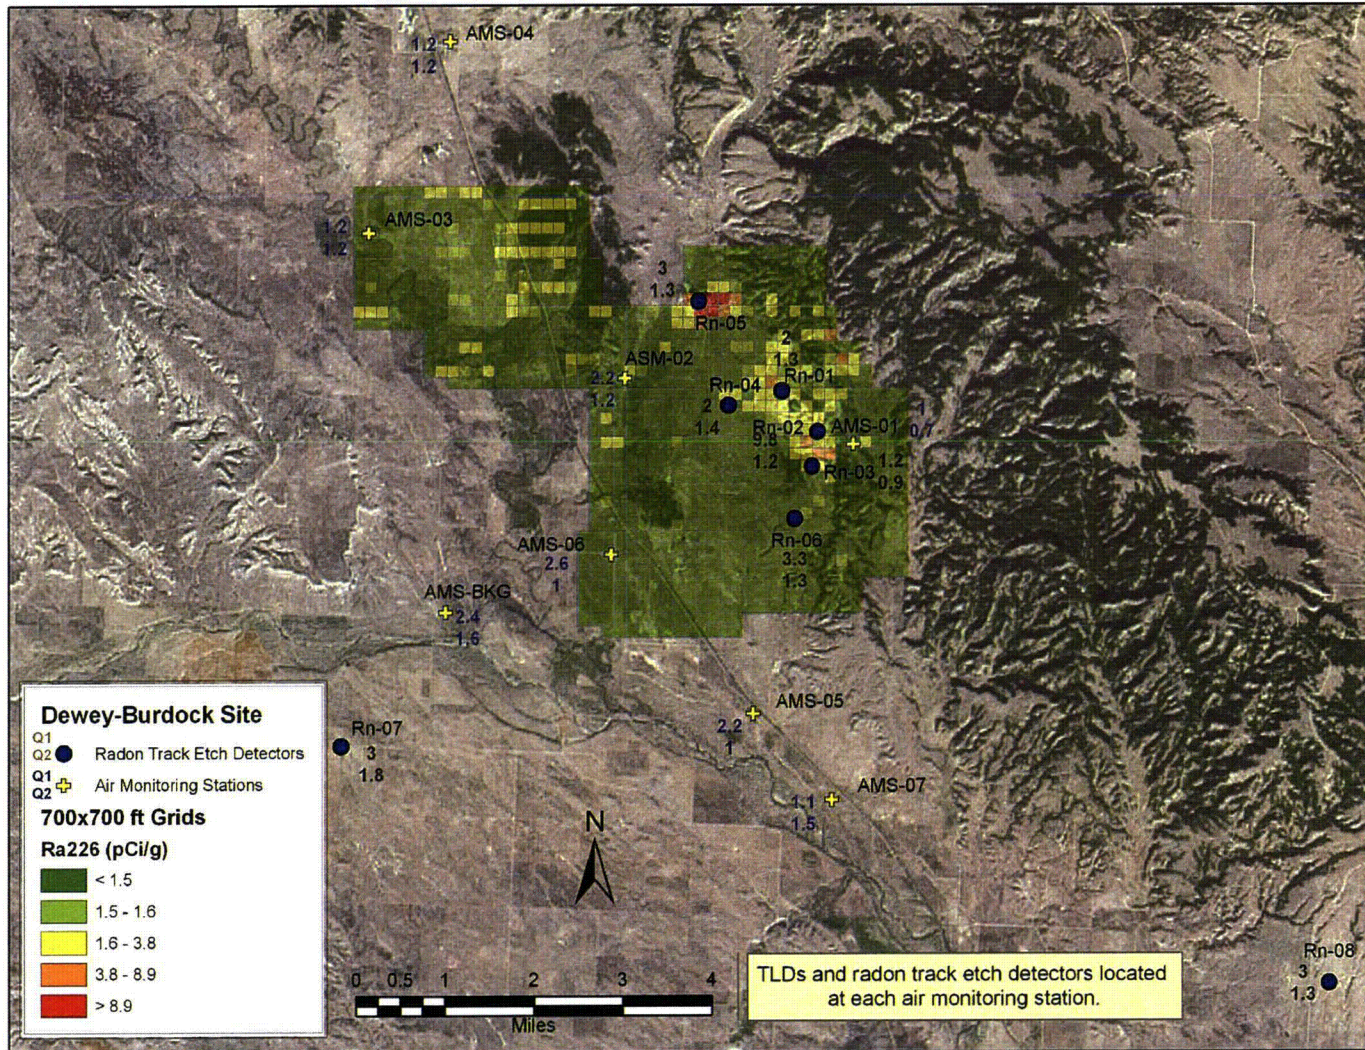 AMS-04
1.2
1.2
AMS-03
1.2
1.2
3
1.3
Rn-05
2
1.3
ASM-02
2.2
1.2
Rn-04
Rn-01
2
1.4
Rn-02
AMS-01
1
0.7
9.8
1.2
Rn-03
1.2
0.9
Rn-06
3.3
1.3
AMS-06
2.6
1
AMS-BKG
2.4
1.6
AMS-05
2.2
1
Rn-07
3
1.8
AMS-07
1.1
1.5
Rn-08
3
1.3
Dewey-Burdock Site
Q1
Q2 Radon Track Etch Detectors
Q1
Q2 Air Monitoring Stations
700x700 ft Grids
Ra226 (pCi/g)
< 1.5
1.5 - 1.6
1.6 - 3.8
3.8 - 8.9
> 8.9
N
0 0.5 1 2 3 4
Miles
TLDs and radon track etch detectors located
at each air monitoring station.